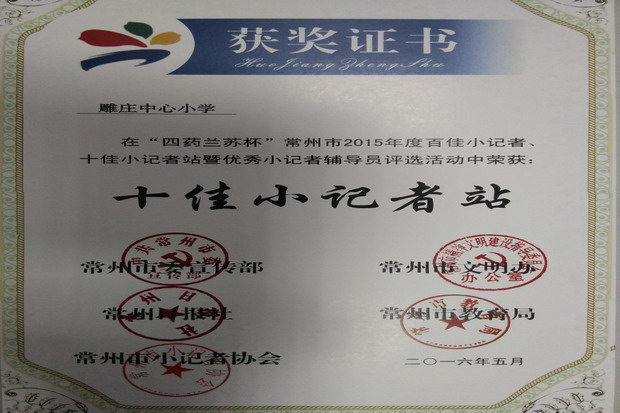 获奖证书
HuoJiangZhengShu
雕庄中心小学
在“四药兰苏杯”常州市2015年度百佳小记者、
十佳小记者站暨优秀小记者辅导员评选活动中荣获：
十佳小记者站
常州市委宣传部 常州市文明办
常州日报社 常州市教育局
常州市小记者协会 二〇一六年五月